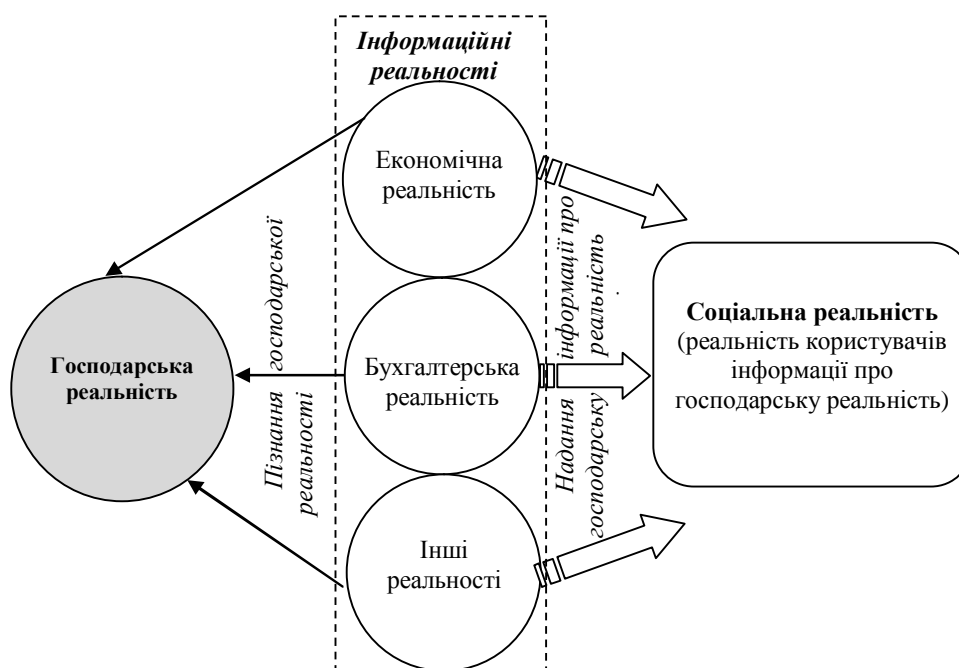 Інформаційні
реальності
Економічна
реальність
Господарська
реальність
Пізнання господарської
реальності
Бухгалтерська
реальність
Інші
реальності
Надання інформації про
господарську реальність
.
Соціальна реальність
(реальність користувачів
інформації про
господарську реальність)